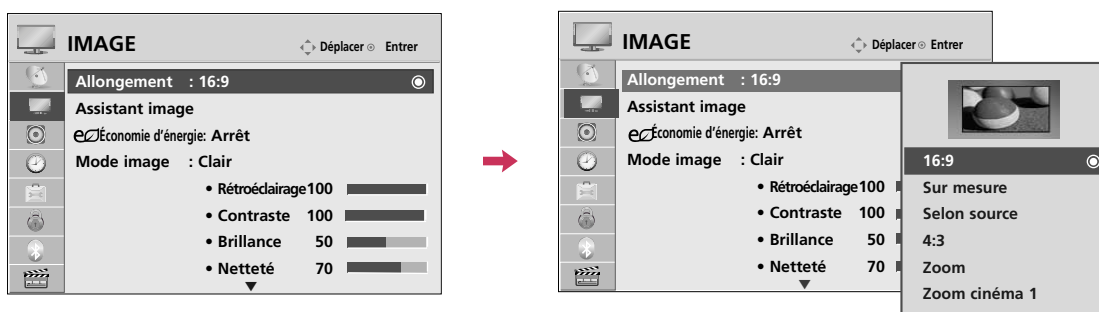 IMAGE
Déplacer
Entrer
Allongement : 16:9
Assistant image
Économie d'énergie: Arrêt
Mode image : Clair
• Rétroéclairage 100
• Contraste 100
• Brillance 50
• Netteté 70
IMAGE
Déplacer
Entrer
Allongement : 16:9
Assistant image
Économie d'énergie: Arrêt
Mode image : Clair
• Rétroéclairage 100
• Contraste 100
• Brillance 50
• Netteté 70
16:9
Sur mesure
Selon source
4:3
Zoom
Zoom cinéma 1